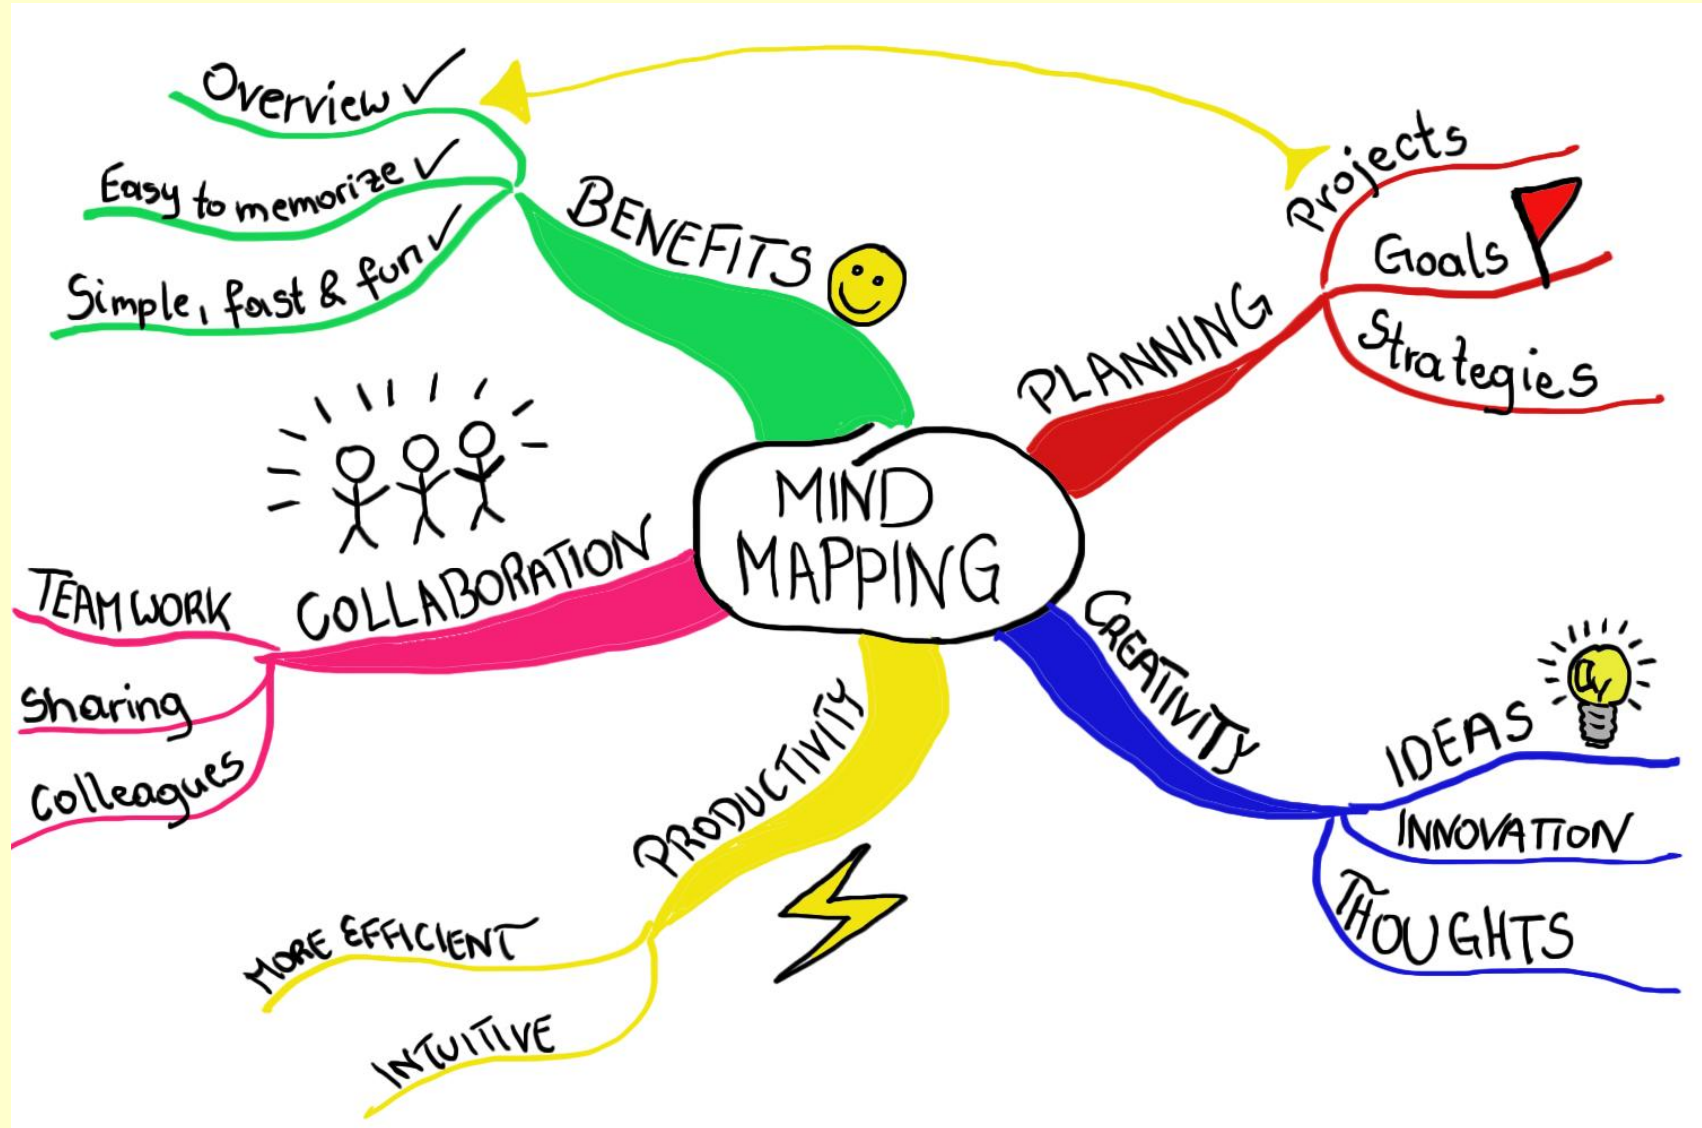 MIND
MAPPING
BENEFITS
Overview
Easy to memorize
Simple, fast & fun
PLANNING
Projects
Goals
Strategies
CREATIVITY
IDEAS
INNOVATION
THOUGHTS
PRODUCTIVITY
MORE EFFICIENT
INTUITIVE
COLLABORATION
TEAMWORK
Sharing
Colleagues